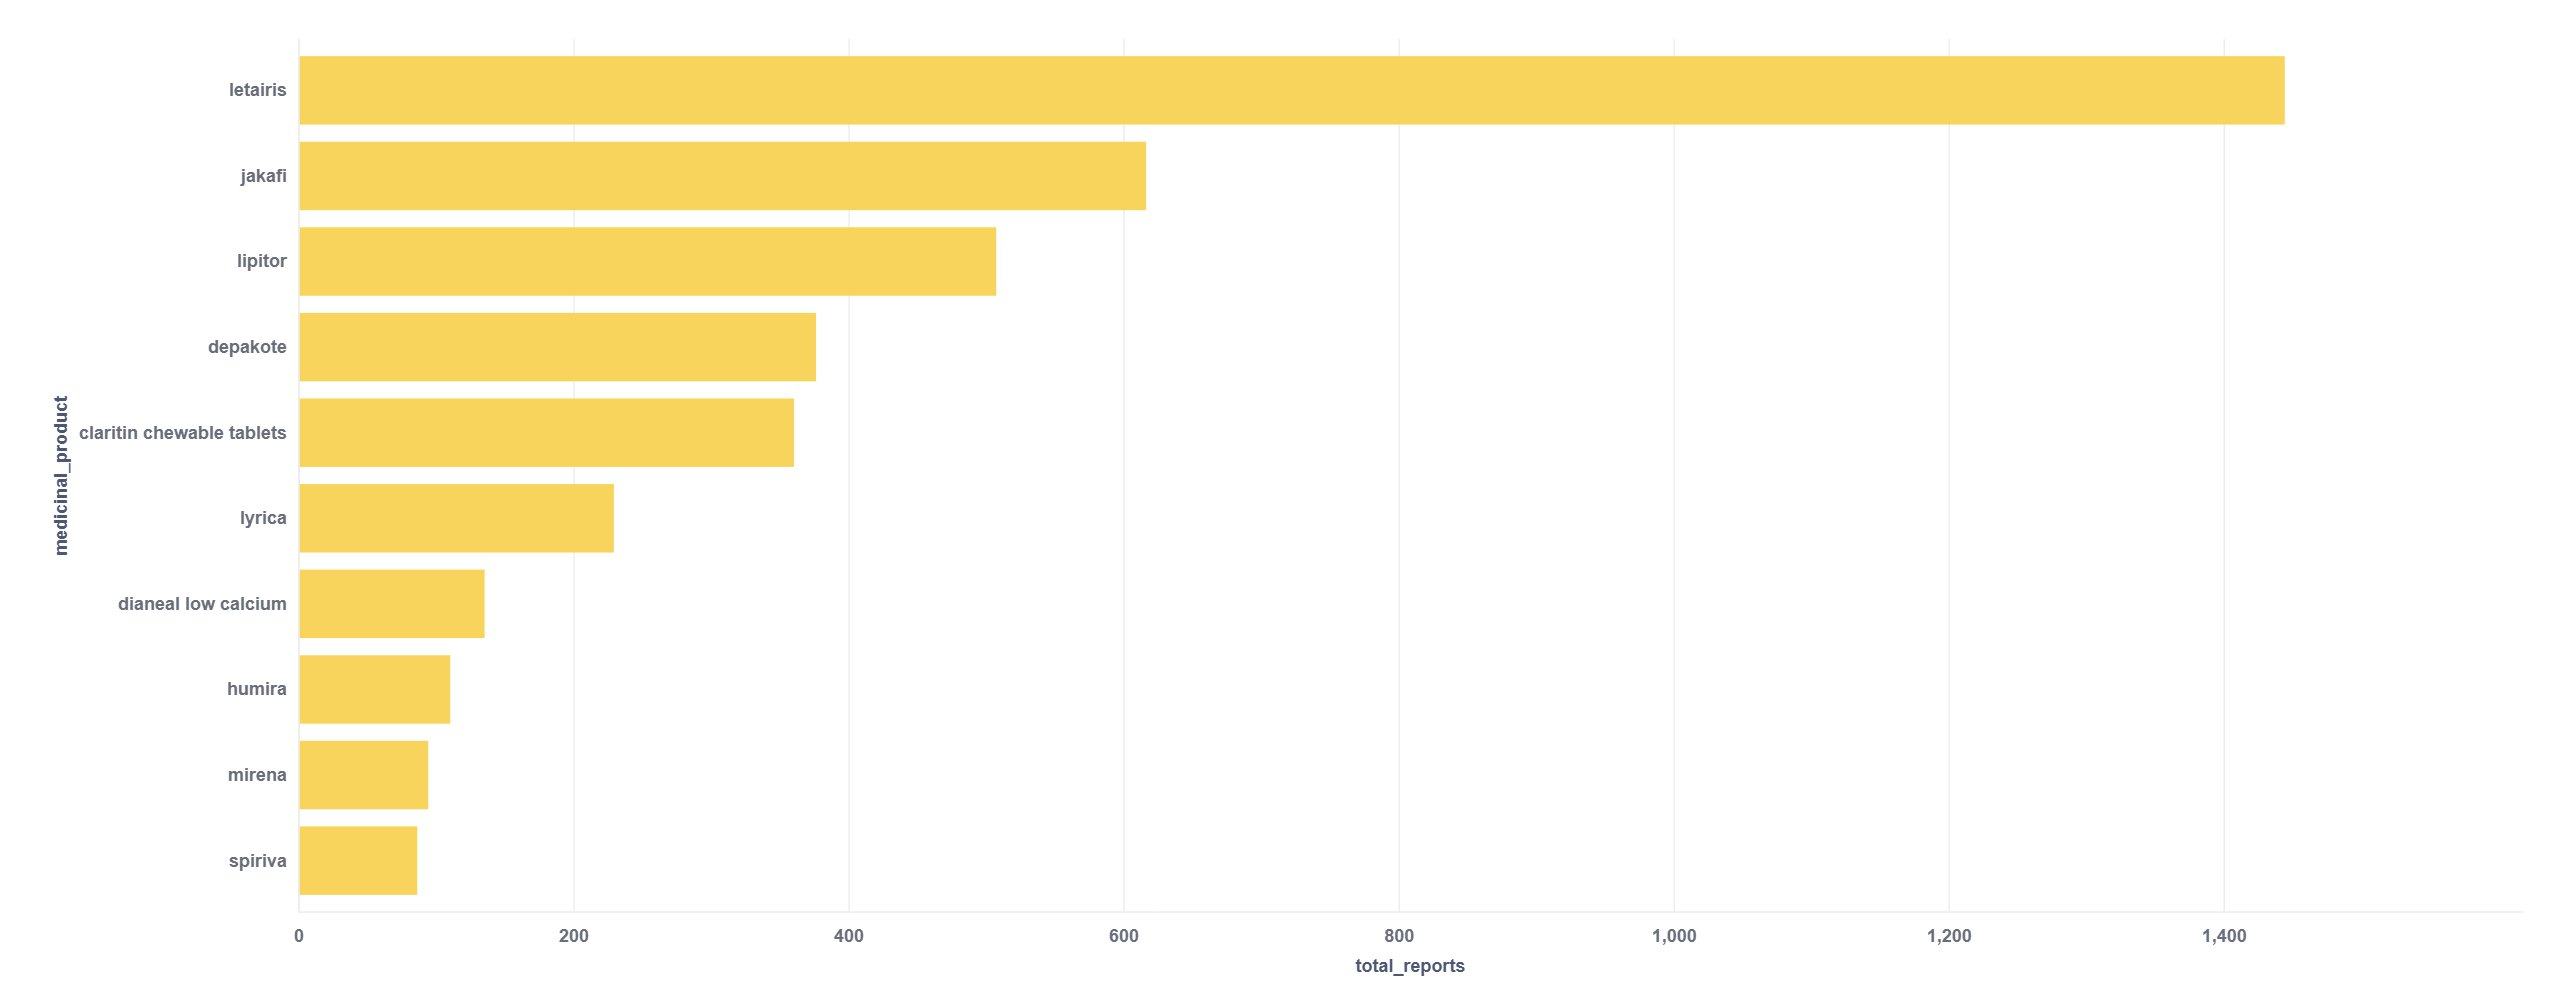 letairis
jakafi
lipitor
depakote
claritin chewable tablets
lyrica
dianeal low calcium
humira
mirena
spiriva
medicinal_product
0 200 400 600 800 1,000 1,200 1,400
total_reports